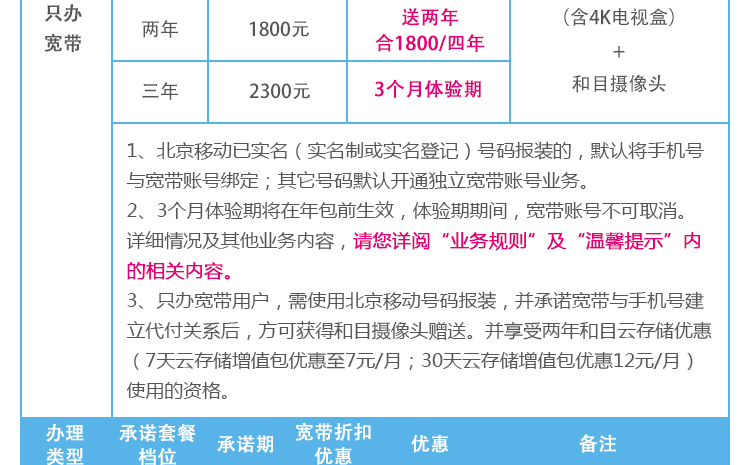 只办
宽带
两年
1800元
送两年
合1800/四年
三年
2300元
3个月体验期
（含4K电视盒）
+
和目摄像头
1、北京移动已实名（实名制或实名登记）号码报装的，默认将手机号
与宽带账号绑定；其它号码默认开通独立宽带账号业务。
2、3个月体验期将在年包前生效，体验期期间，宽带账号不可取消。
详细情况及其他业务内容，请您详阅“业务规则”及“温馨提示”内
的相关内容。
3、只办宽带用户，需使用北京移动号码报装，并承诺宽带与手机号建
立代付关系后，方可获得和目摄像头赠送。并享受两年和目云存储优惠
（7天云存储增值包优惠至7元/月；30天云存储增值包优惠12元/月）
使用的资格。
办理
类型
承诺套餐
档位
承诺期
宽带折扣
优惠
优惠
备注